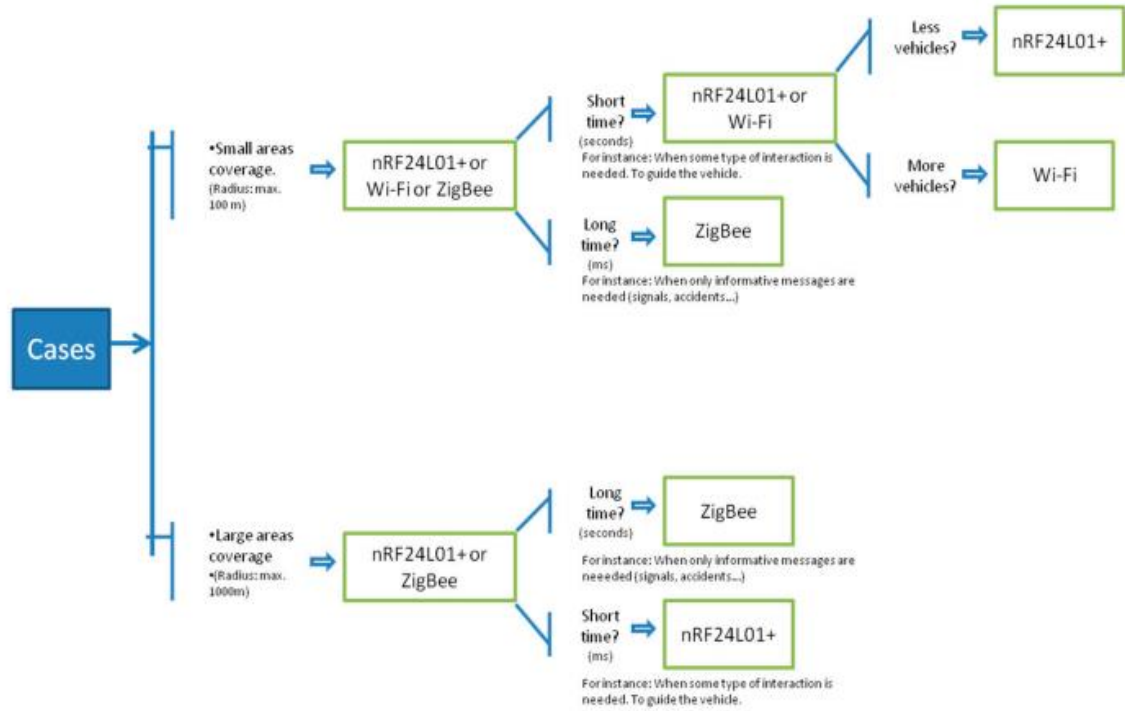 Cases
•Small areas
coverage.
(Radius: max.
100 m)
nRF24L01+ or
Wi-Fi or ZigBee
Short
time?
(seconds)
For instance: When some type of interaction is
needed. To guide the vehicle.
nRF24L01+ or
Wi-Fi
Less
vehicles?
nRF24L01+
More
vehicles?
Wi-Fi
Long
time?
(ms)
For instance: When only informative messages are
needed (signals, accidents...)
ZigBee
•Large areas
coverage
•(Radius: max.
1000m)
nRF24L01+ or
ZigBee
Long
time?
(seconds)
For instance: When only informative messages are
neeeded (signals, accidents...)
ZigBee
Short
time?
(ms)
For instance: When some type of interaction is
needed. To guide the vehicle.
nRF24L01+